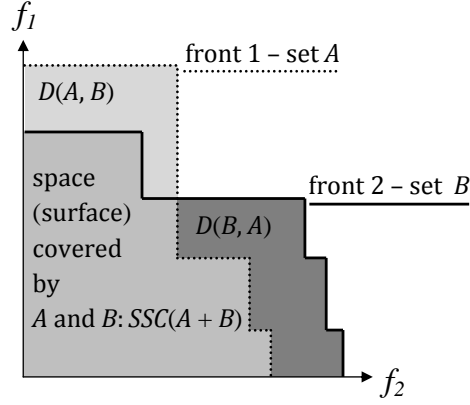 f1
front 1 – set A
D(A, B)
front 2 – set B
space
(surface)
covered
by
A and B: SSC(A + B)
D(B, A)
f2